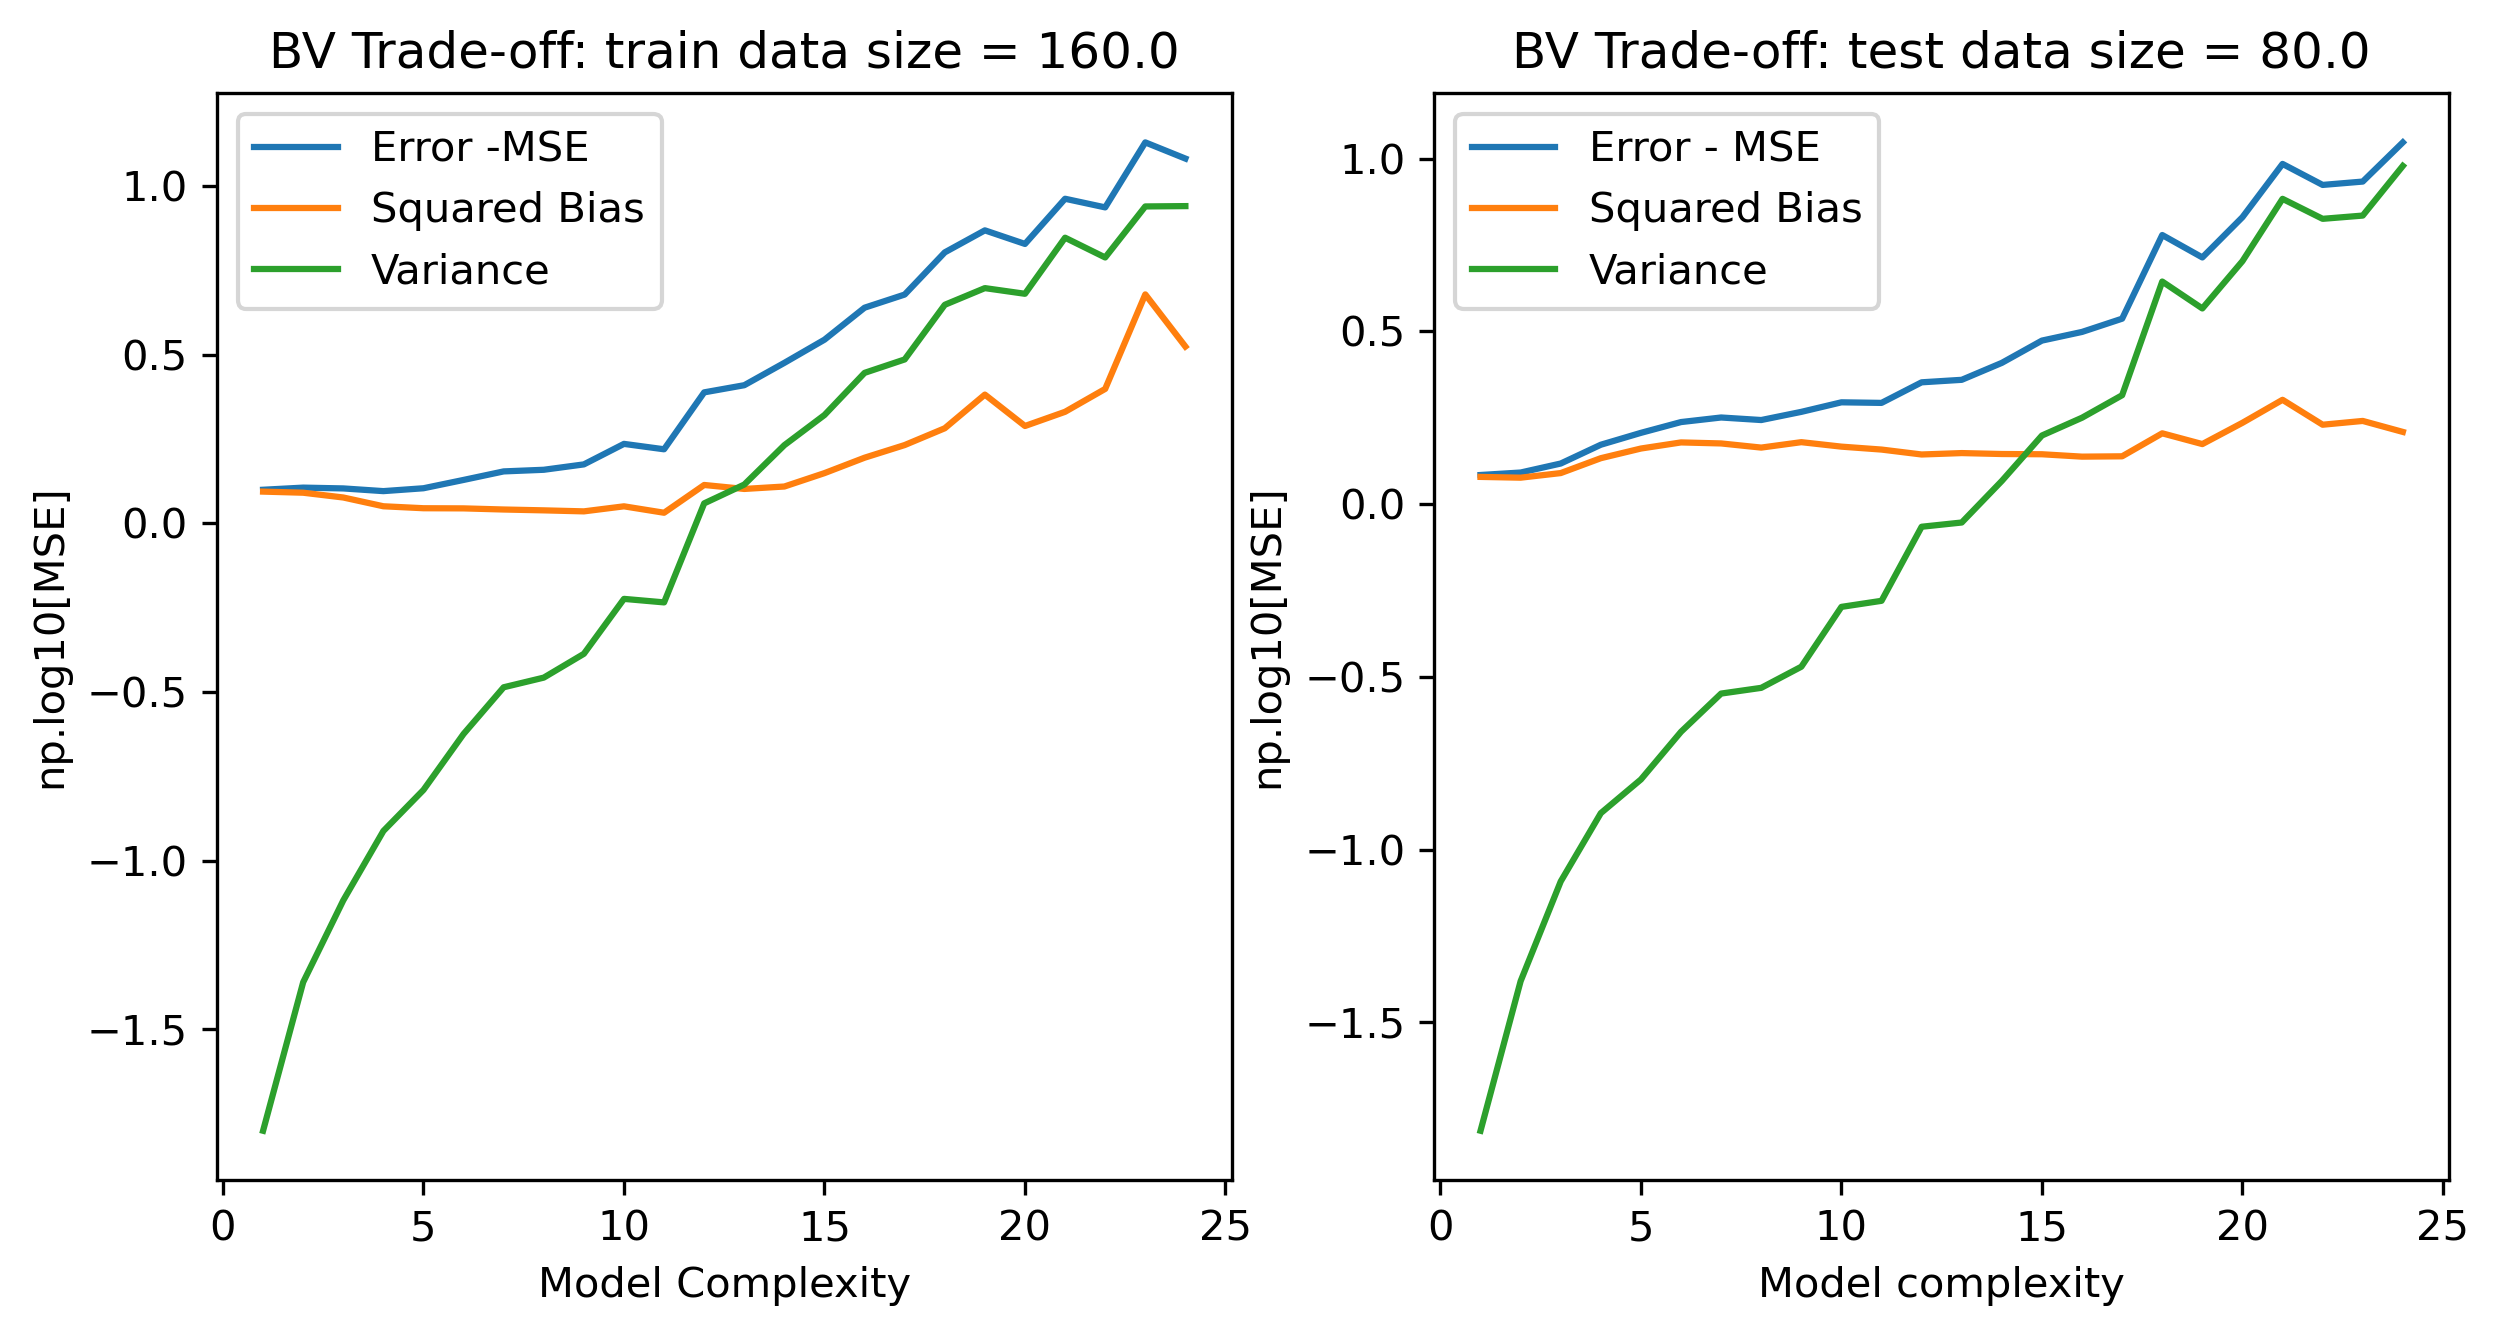 BV Trade-off: train data size = 160.0
Error -MSE
Squared Bias
Variance
1.0
0.5
0.0
−0.5
−1.0
−1.5
np.log10[MSE]
0 5 10 15 20 25
Model Complexity
BV Trade-off: test data size = 80.0
Error - MSE
Squared Bias
Variance
1.0
0.5
0.0
−0.5
−1.0
−1.5
np.log10[MSE]
0 5 10 15 20 25
Model complexity